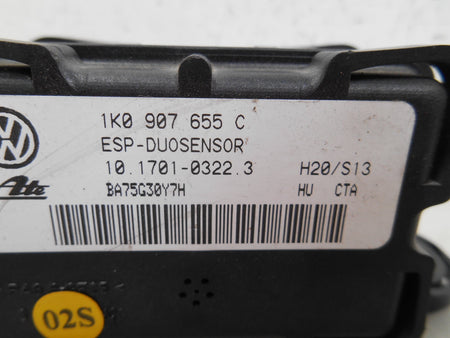 1K0 907 655 C
ESP-DUOSENSOR
10.1701-0322.3 H20/S13
BA75G30Y7H HU CTA
Ate
02S